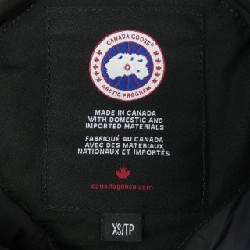 CANADA GOOSE
ARCTIC PROGRAM
MADE IN CANADA
WITH DOMESTIC AND
IMPORTED MATERIALS
FABRIQUÉ AU CANADA
AVEC DES MATERIAUX
NATIONAUX ET IMPORTÉS
canadagoose.com
XS/TP